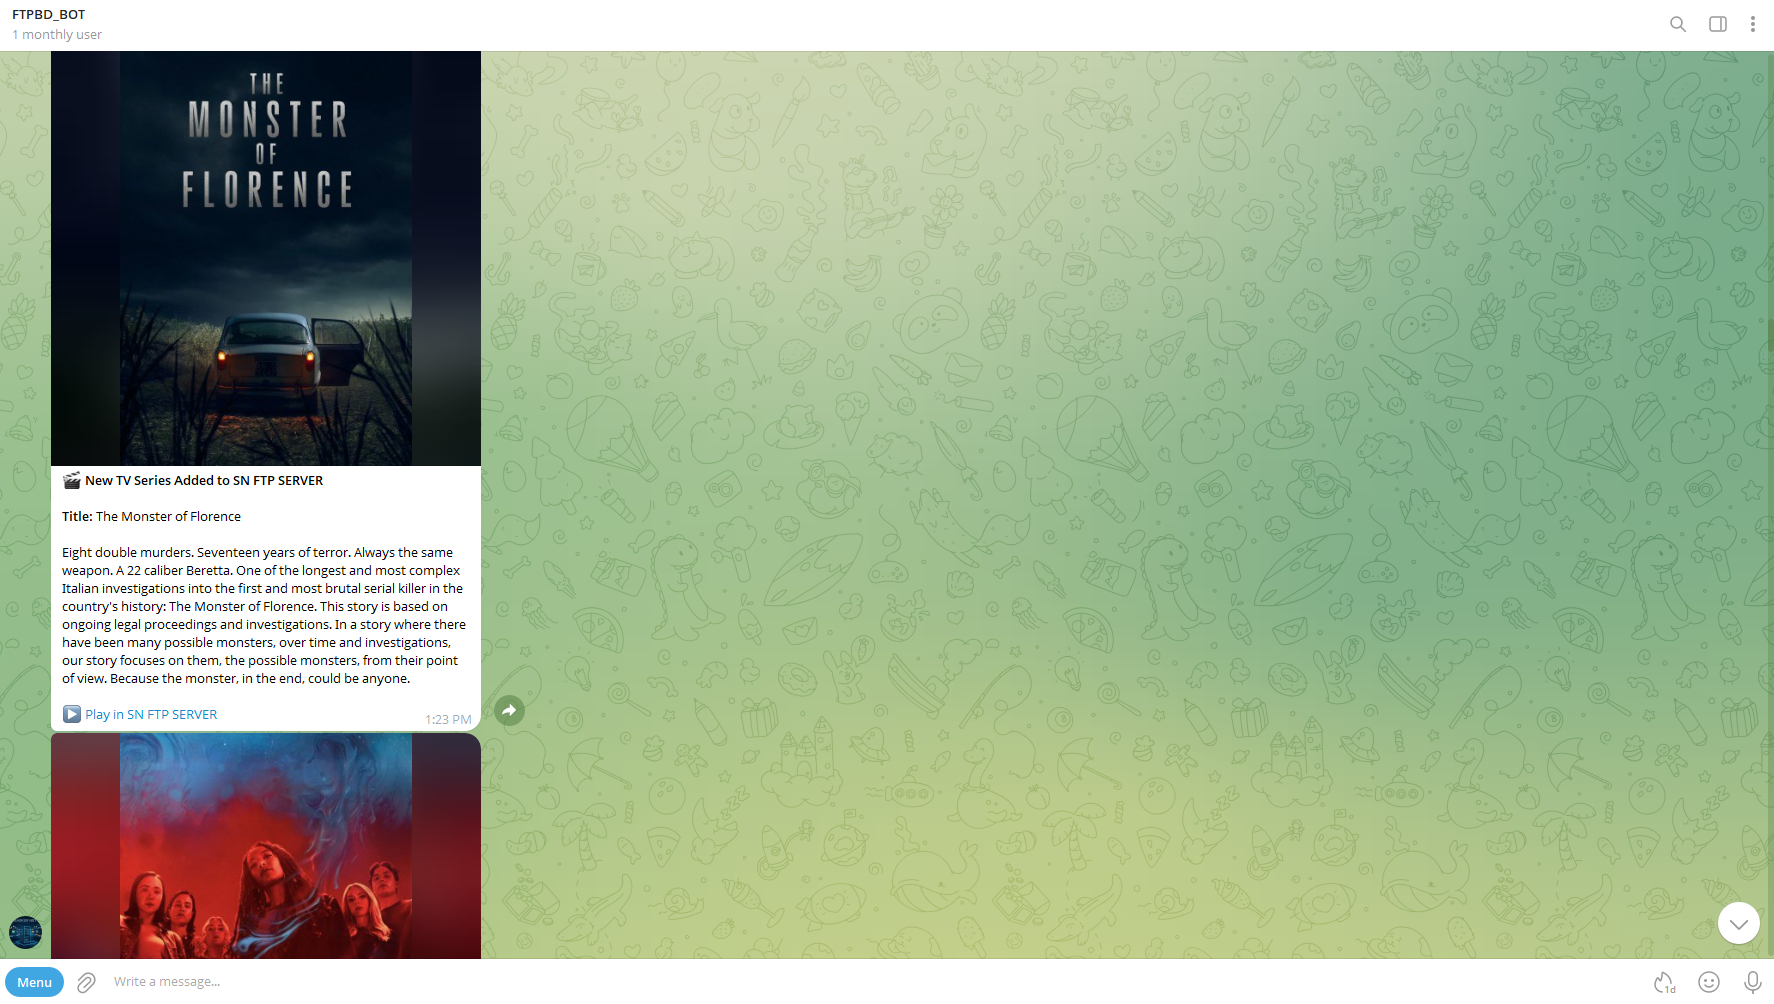 FTPBD_BOT
1 monthly user
THE
MONSTER
OF
FLORENCE
New TV Series Added to SN FTP SERVER
Title: The Monster of Florence
Eight double murders. Seventeen years of terror. Always the same
weapon. A 22 caliber Beretta. One of the longest and most complex
Italian investigations into the first and most brutal serial killer in the
country's history: The Monster of Florence. This story is based on
ongoing legal proceedings and investigations. In a story where there
have been many possible monsters, over time and investigations,
our story focuses on them, the possible monsters, from their point
of view. Because the monster, in the end, could be anyone.
Play in SN FTP SERVER
1:23 PM
Menu
Write a message...
1d